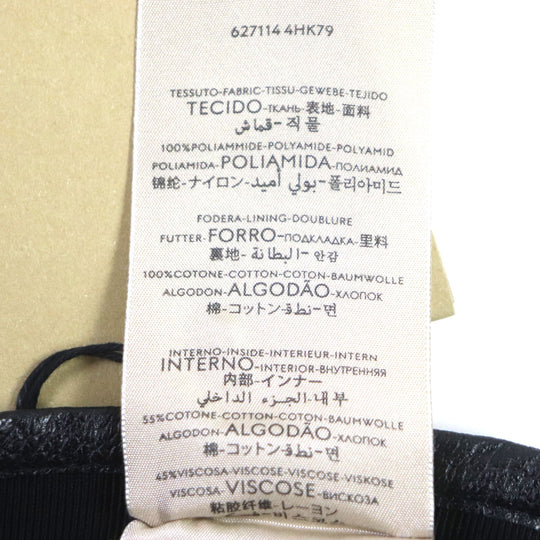 627114 4HK79
TESSUTO-FABRIC-TISSU-GEWEBE-TEJIDO
TECIDO-ТКАНЬ-表地-面料
قماش-직물
100%POLIAMMIDE-POLYAMIDE-POLYAMID
POLIAMIDA-POLIAMIDA-ПОЛИАМИД
锦纶-ナイロン-بولي أميد-폴리아미드
FODERA-LINING-DOUBLURE
FUTTER-FORRO-ПОДКЛАДКА-里料
裏地-البطانة-안감
100%COTONE-COTTON-COTON-BAUMWOLLE
ALGODON-ALGODÃO-ХЛОПОК
棉-コットン-قطن-면
INTERNO-INSIDE-INTERIEUR-INTERN
INTERNO-INTERIOR-ВНУТРЕННЯЯ
内部-インナー
내부-الجزء الداخلي
55%COTONE-COTTON-COTON-BAUMWOLLE
ALGODON-ALGODÃO-ХЛОПОК
棉-コットン-قطن-면
45%VISCOSA-VISCOSE-VISCOSE-VISKOSE
VISCOSA-VISCOSE-ВИСКОЗА
粘胶纤维-レーヨン